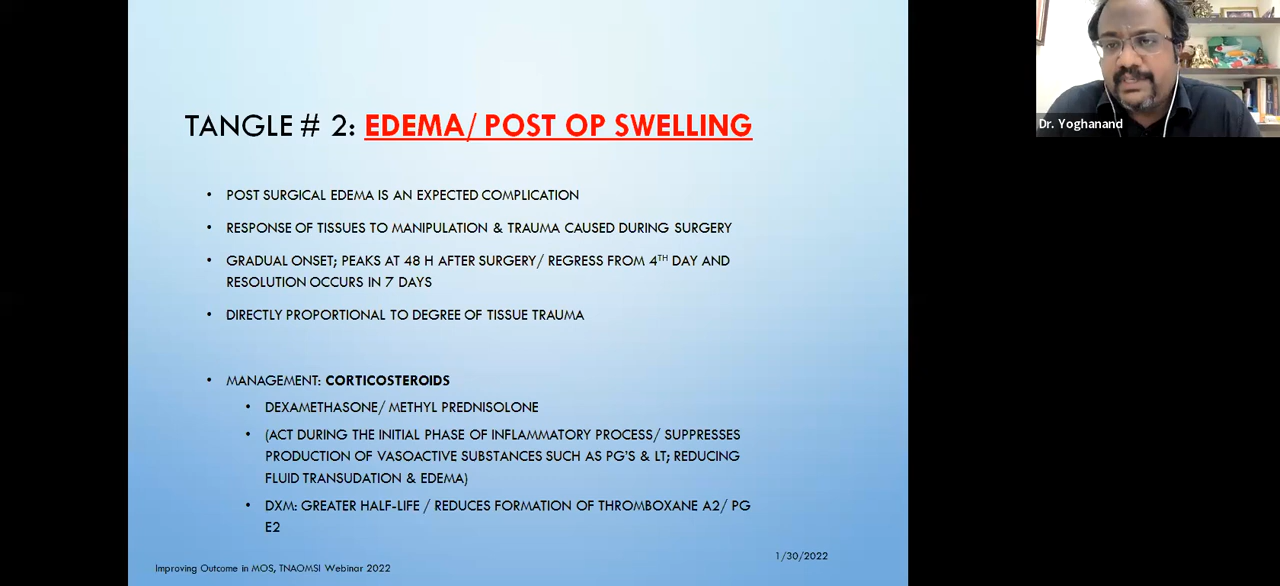 TANGLE # 2: EDEMA/ POST OP SWELLING
• POST SURGICAL EDEMA IS AN EXPECTED COMPLICATION
• RESPONSE OF TISSUES TO MANIPULATION & TRAUMA CAUSED DURING SURGERY
• GRADUAL ONSET; PEAKS AT 48 H AFTER SURGERY/ REGRESS FROM 4TH DAY AND
RESOLUTION OCCURS IN 7 DAYS
• DIRECTLY PROPORTIONAL TO DEGREE OF TISSUE TRAUMA
• MANAGEMENT: CORTICOSTEROIDS
• DEXAMETHASONE/ METHYL PREDNISOLONE
• (ACT DURING THE INITIAL PHASE OF INFLAMMATORY PROCESS/ SUPPRESSES
PRODUCTION OF VASOACTIVE SUBSTANCES SUCH AS PG'S & LT; REDUCING
FLUID TRANSUDATION & EDEMA)
• DXM: GREATER HALF-LIFE / REDUCES FORMATION OF THROMBOXANE A2/ PG
E2
1/30/2022
Improving Outcome in MOS, TNAOMSI Webinar 2022
Dr. Yoghanand